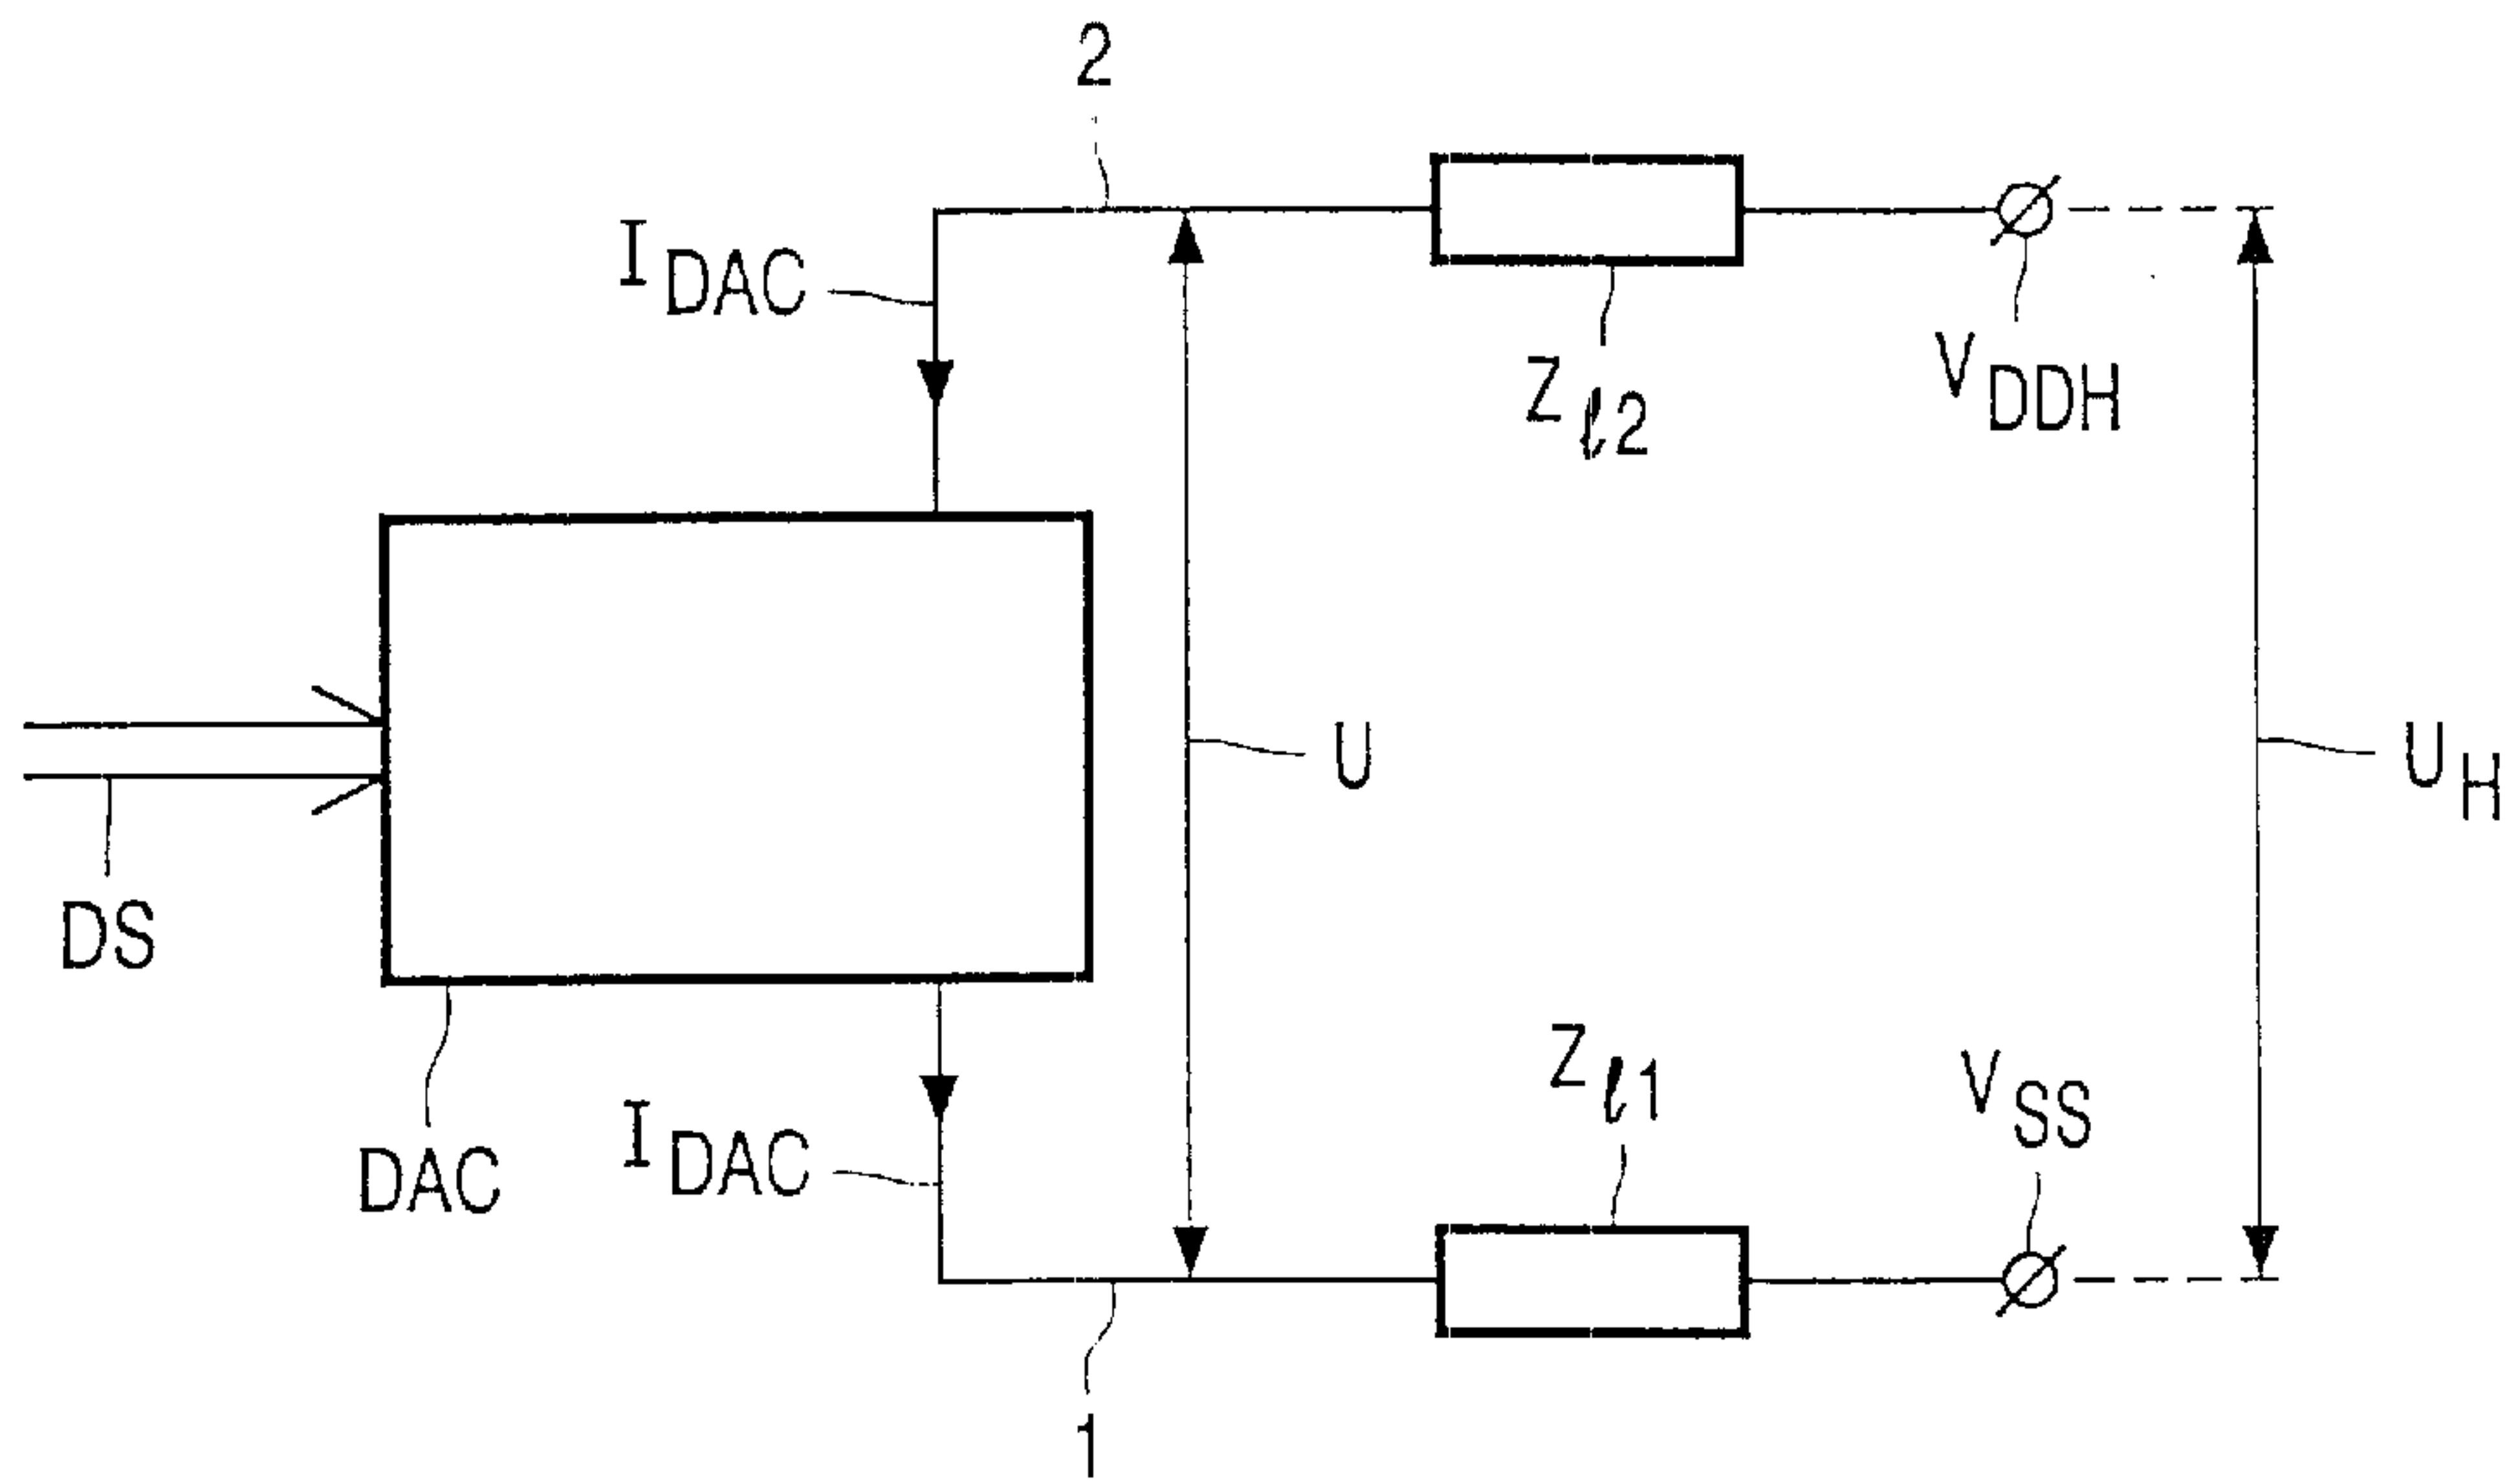 2
I DAC
Z ℓ2
V DDH
U
U H
DS
Z ℓ1
V SS
I DAC
DAC
1